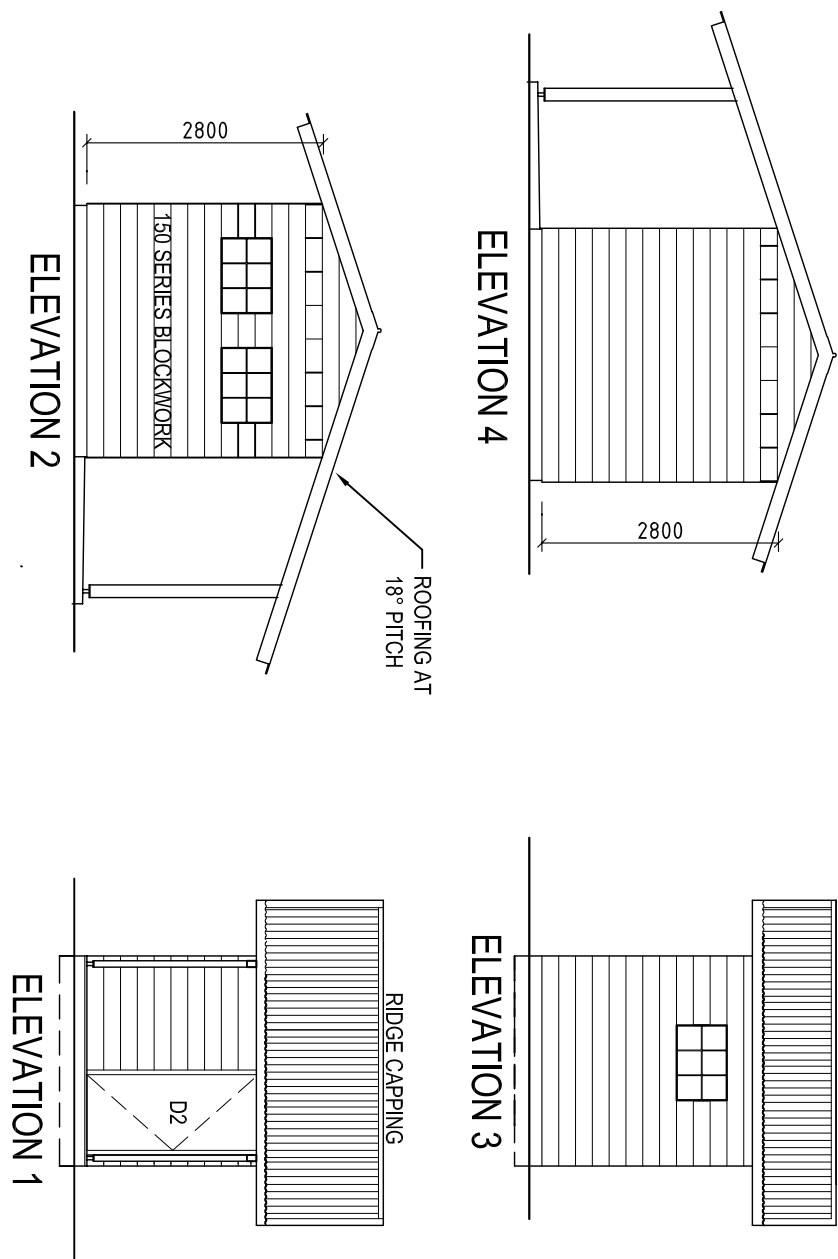 2800
ELEVATION 4
ELEVATION 3
ROOFING AT
18° PITCH
2800
150 SERIES BLOCKWORK
ELEVATION 2
RIDGE CAPPING
D2
ELEVATION 1